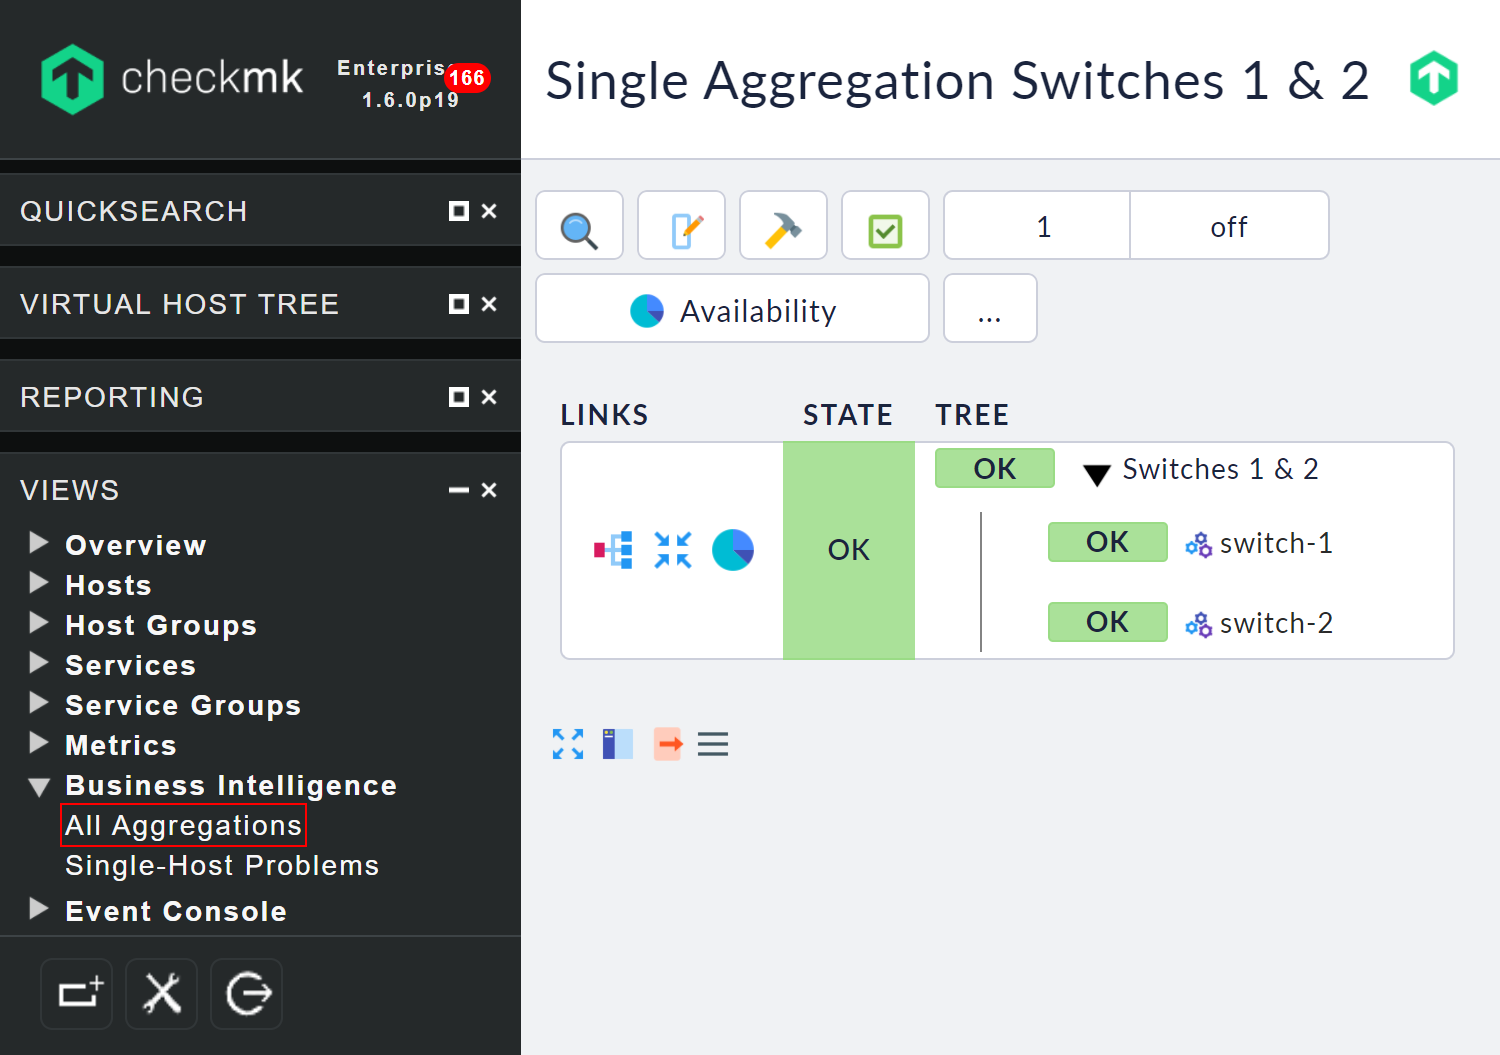 checkmk
Enterpris
166
1.6.0p19
QUICKSEARCH
VIRTUAL HOST TREE
REPORTING
VIEWS
Overview
Hosts
Host Groups
Services
Service Groups
Metrics
Business Intelligence
All Aggregations
Single-Host Problems
Event Console
Single Aggregation Switches 1 & 2
1
off
Availability
...
LINKS STATE TREE
OK
OK Switches 1 & 2
OK switch-1
OK switch-2